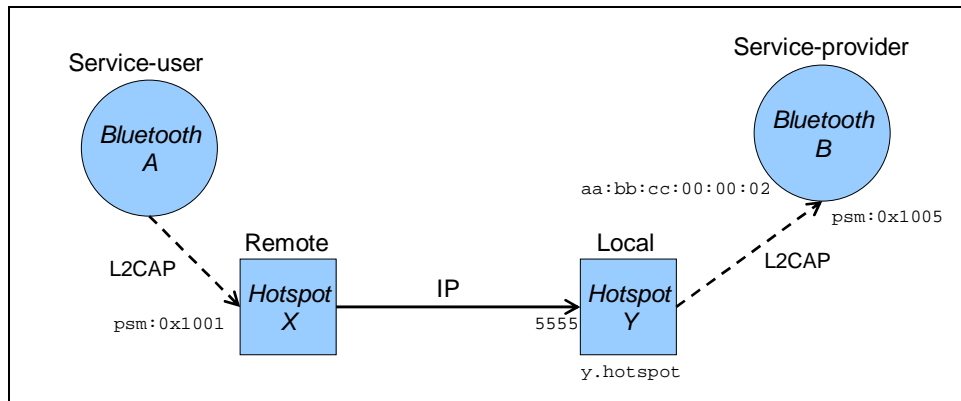 Service-user
Bluetooth
A
L2CAP
psm:0x1001
Remote
Hotspot
X
IP
5555
Local
Hotspot
Y
y.hotspot
L2CAP
Service-provider
Bluetooth
B
aa:bb:cc:00:00:02
psm:0x1005